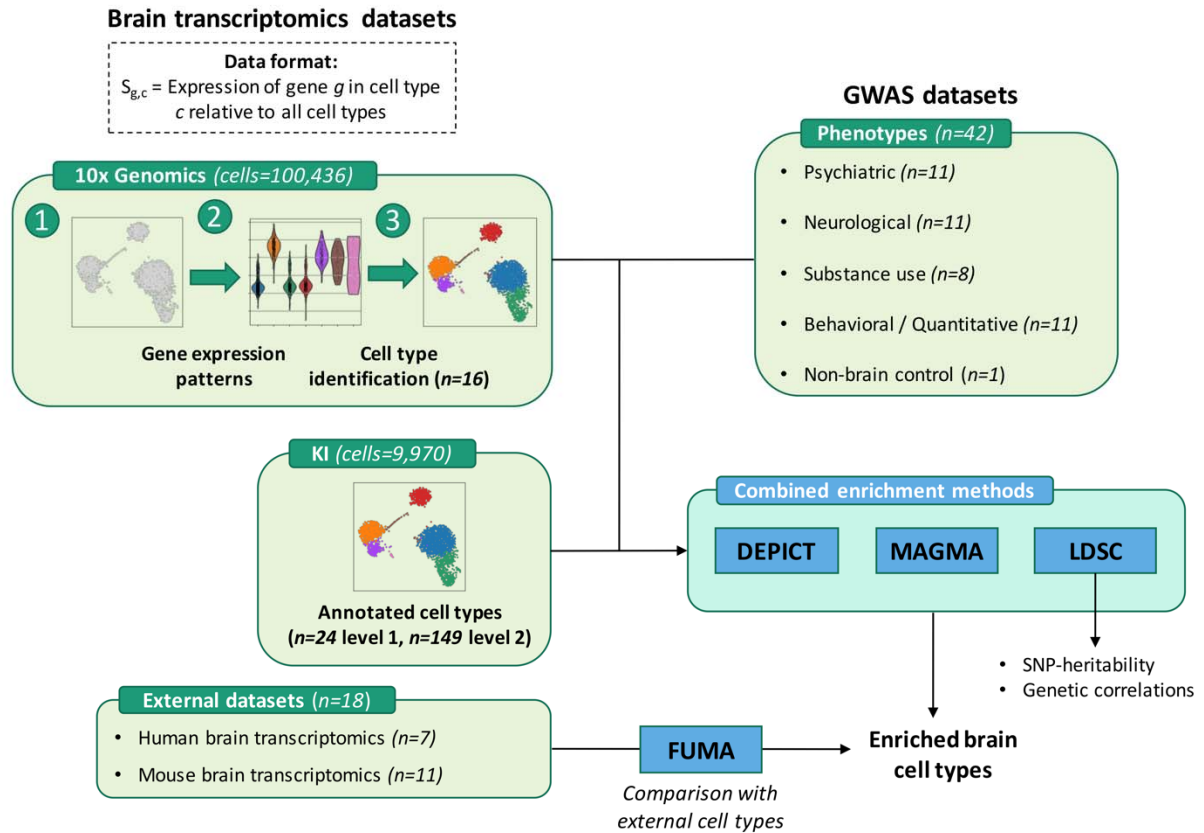 Brain transcriptomics datasets
Data format:
S_g,c = Expression of gene g in cell type
c relative to all cell types
10x Genomics (cells=100,436)
1
2
3
Gene expression
patterns
Cell type
identification (n=16)
KI (cells=9,970)
Annotated cell types
(n=24 level 1, n=149 level 2)
External datasets (n=18)
• Human brain transcriptomics (n=7)
• Mouse brain transcriptomics (n=11)
GWAS datasets
Phenotypes (n=42)
• Psychiatric (n=11)
• Neurological (n=11)
• Substance use (n=8)
• Behavioral / Quantitative (n=11)
• Non-brain control (n=1)
Combined enrichment methods
DEPICT
MAGMA
LDSC
• SNP-heritability
• Genetic correlations
FUMA
Comparison with
external cell types
Enriched brain
cell types